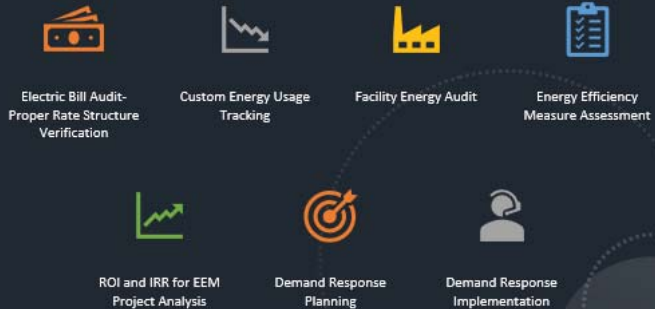 Electric Bill Audit-
Proper Rate Structure
Verification
Custom Energy Usage
Tracking
Facility Energy Audit
Energy Efficiency
Measure Assessment
ROI and IRR for EEM
Project Analysis
Demand Response
Planning
Demand Response
Implementation